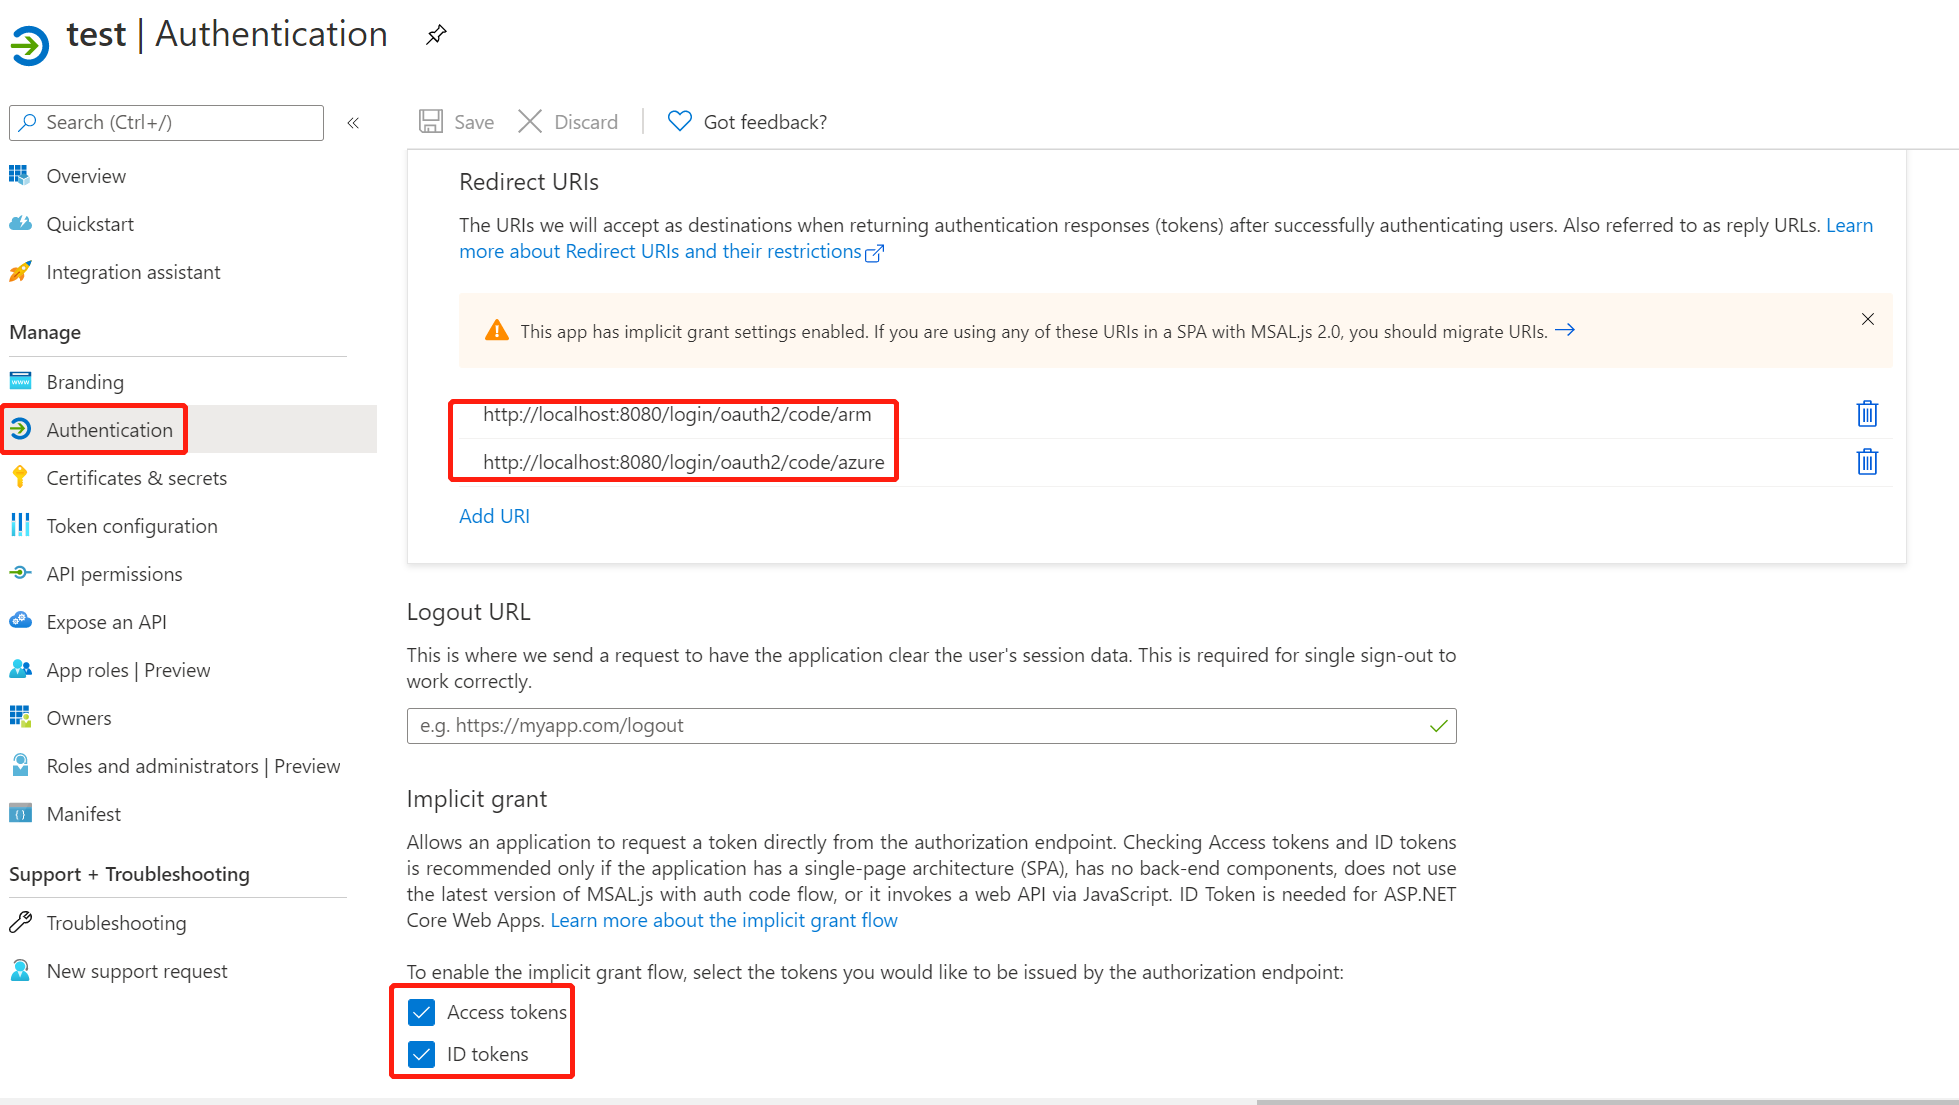 test | Authentication
Search (Ctrl+/)
«
Overview
Quickstart
Integration assistant
Manage
Branding
Authentication
Certificates & secrets
Token configuration
API permissions
Expose an API
App roles | Preview
Owners
Roles and administrators | Preview
Manifest
Support + Troubleshooting
Troubleshooting
New support request
Save
Discard
Got feedback?
Redirect URIs
The URIs we will accept as destinations when returning authentication responses (tokens) after successfully authenticating users. Also referred to as reply URLs. Learn
more about Redirect URIs and their restrictions
This app has implicit grant settings enabled. If you are using any of these URIs in a SPA with MSAL.js 2.0, you should migrate URIs.
http://localhost:8080/login/oauth2/code/arm
http://localhost:8080/login/oauth2/code/azure
Add URI
Logout URL
This is where we send a request to have the application clear the user's session data. This is required for single sign-out to
work correctly.
e.g. https://myapp.com/logout
Implicit grant
Allows an application to request a token directly from the authorization endpoint. Checking Access tokens and ID tokens
is recommended only if the application has a single-page architecture (SPA), has no back-end components, does not use
the latest version of MSAL.js with auth code flow, or it invokes a web API via JavaScript. ID Token is needed for ASP.NET
Core Web Apps. Learn more about the implicit grant flow
To enable the implicit grant flow, select the tokens you would like to be issued by the authorization endpoint:
Access tokens
ID tokens